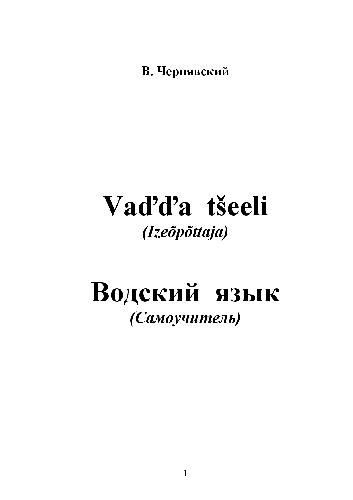 В. Чернявский
Vaďďa tšeeli
(Izeõpõttaja)
Водский язык
(Самоучитель)
1